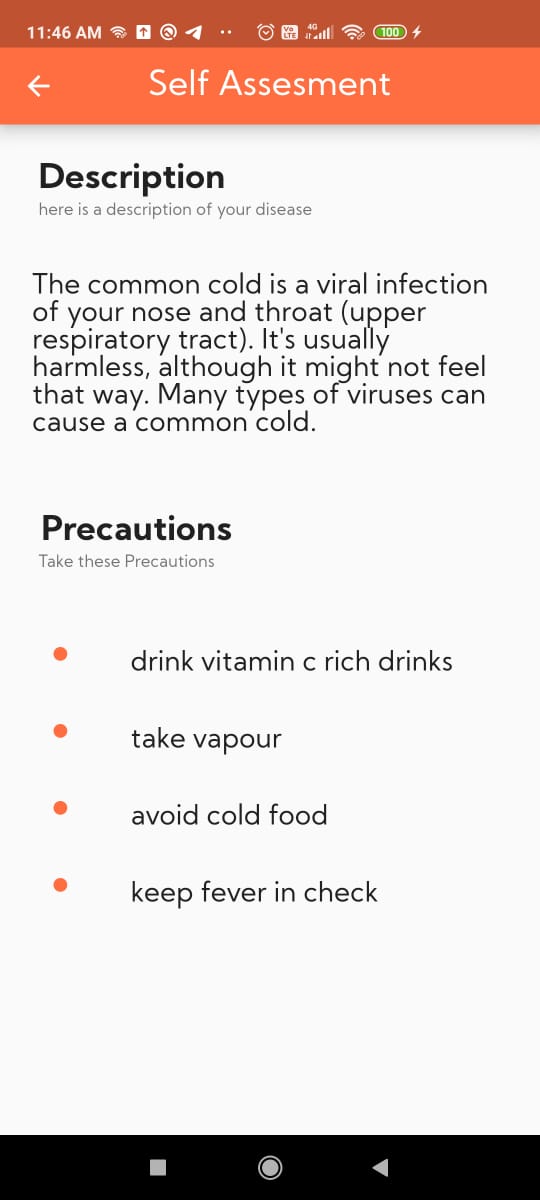 11:46 AM
Vo
LTE
4G
100
Self Assesment
Description
here is a description of your disease
The common cold is a viral infection
of your nose and throat (upper
respiratory tract). It's usually
harmless, although it might not feel
that way. Many types of viruses can
cause a common cold.
Precautions
Take these Precautions
drink vitamin c rich drinks
take vapour
avoid cold food
keep fever in check